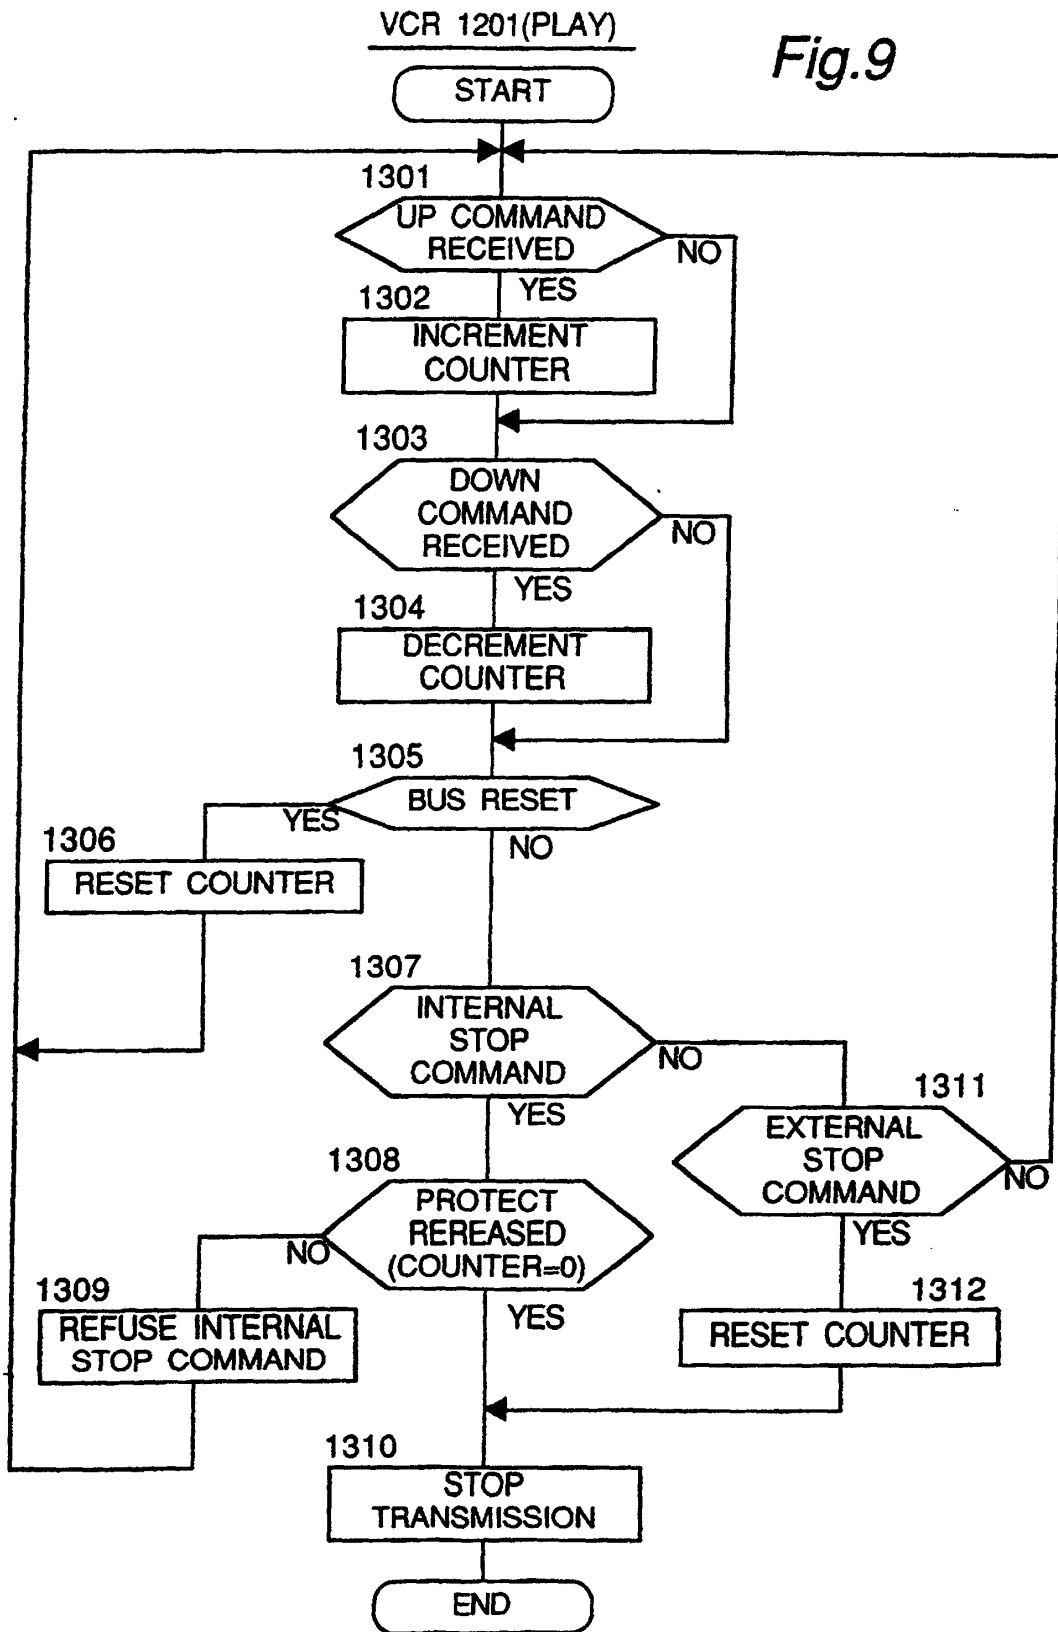 VCR 1201(PLAY)
Fig.9
START
1301
UP COMMAND
RECEIVED
NO
YES
1302
INCREMENT
COUNTER
1303
DOWN
COMMAND
RECEIVED
NO
YES
1304
DECREMENT
COUNTER
1305
BUS RESET
YES
NO
1306
RESET COUNTER
1307
INTERNAL
STOP
COMMAND
NO
YES
1311
EXTERNAL
STOP
COMMAND
NO
YES
1308
PROTECT
REREASED
(COUNTER=0)
NO
YES
1309
REFUSE INTERNAL
STOP COMMAND
1312
RESET COUNTER
1310
STOP
TRANSMISSION
END